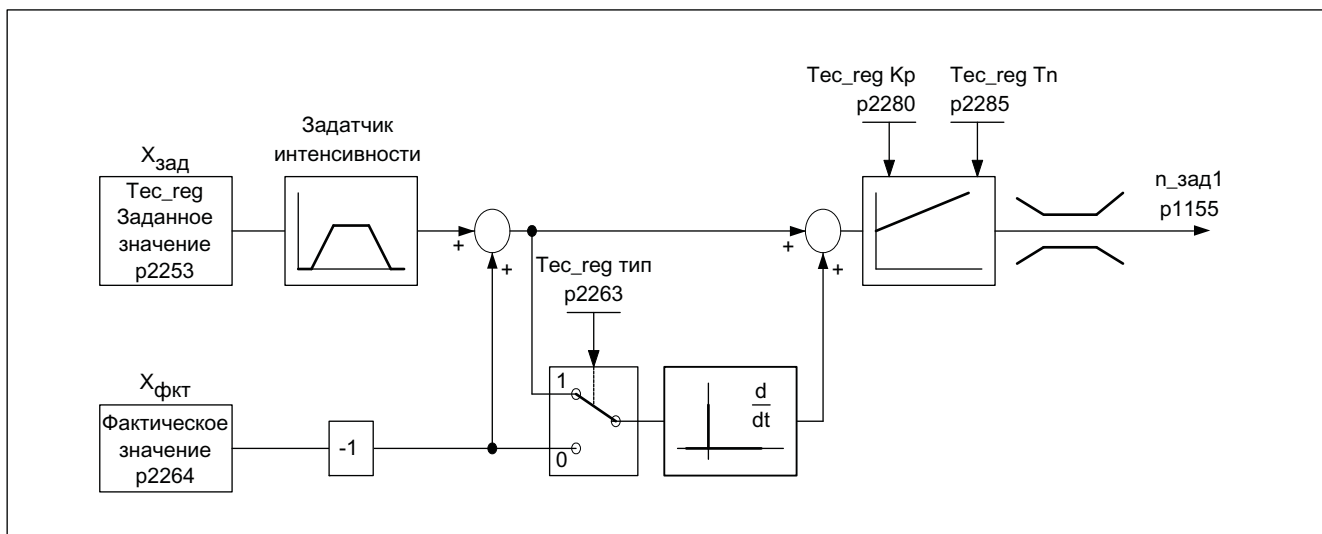 Tec_reg Kp
p2280
Tec_reg Tn
p2285
Задатчик
интенсивности
Xзад
Tec_reg
Заданное
значение
p2253
n_зад1
p1155
+
+
+
+
Tec_reg тип
p2263
1
0
d
dt
Xфкт
Фактическое
значение
p2264
-1